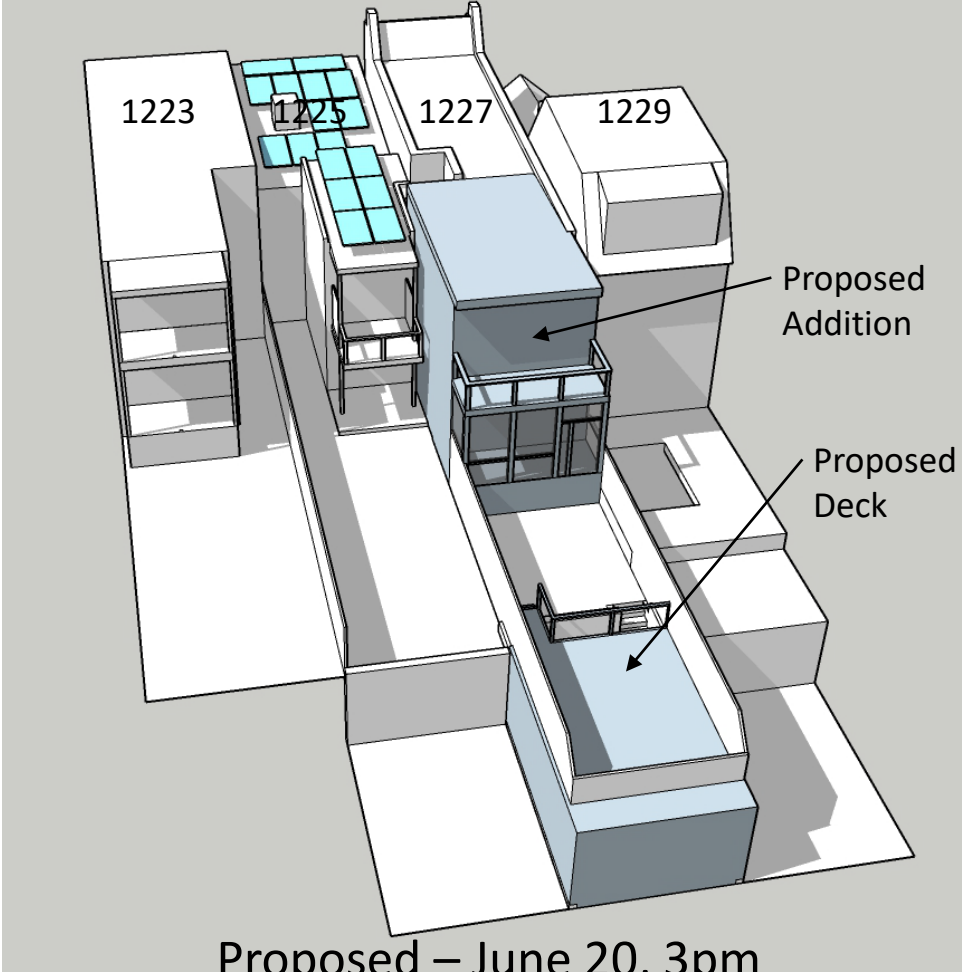 1223
1225
1227
1229
Proposed
Addition
Proposed
Deck
Proposed – June 20, 3pm